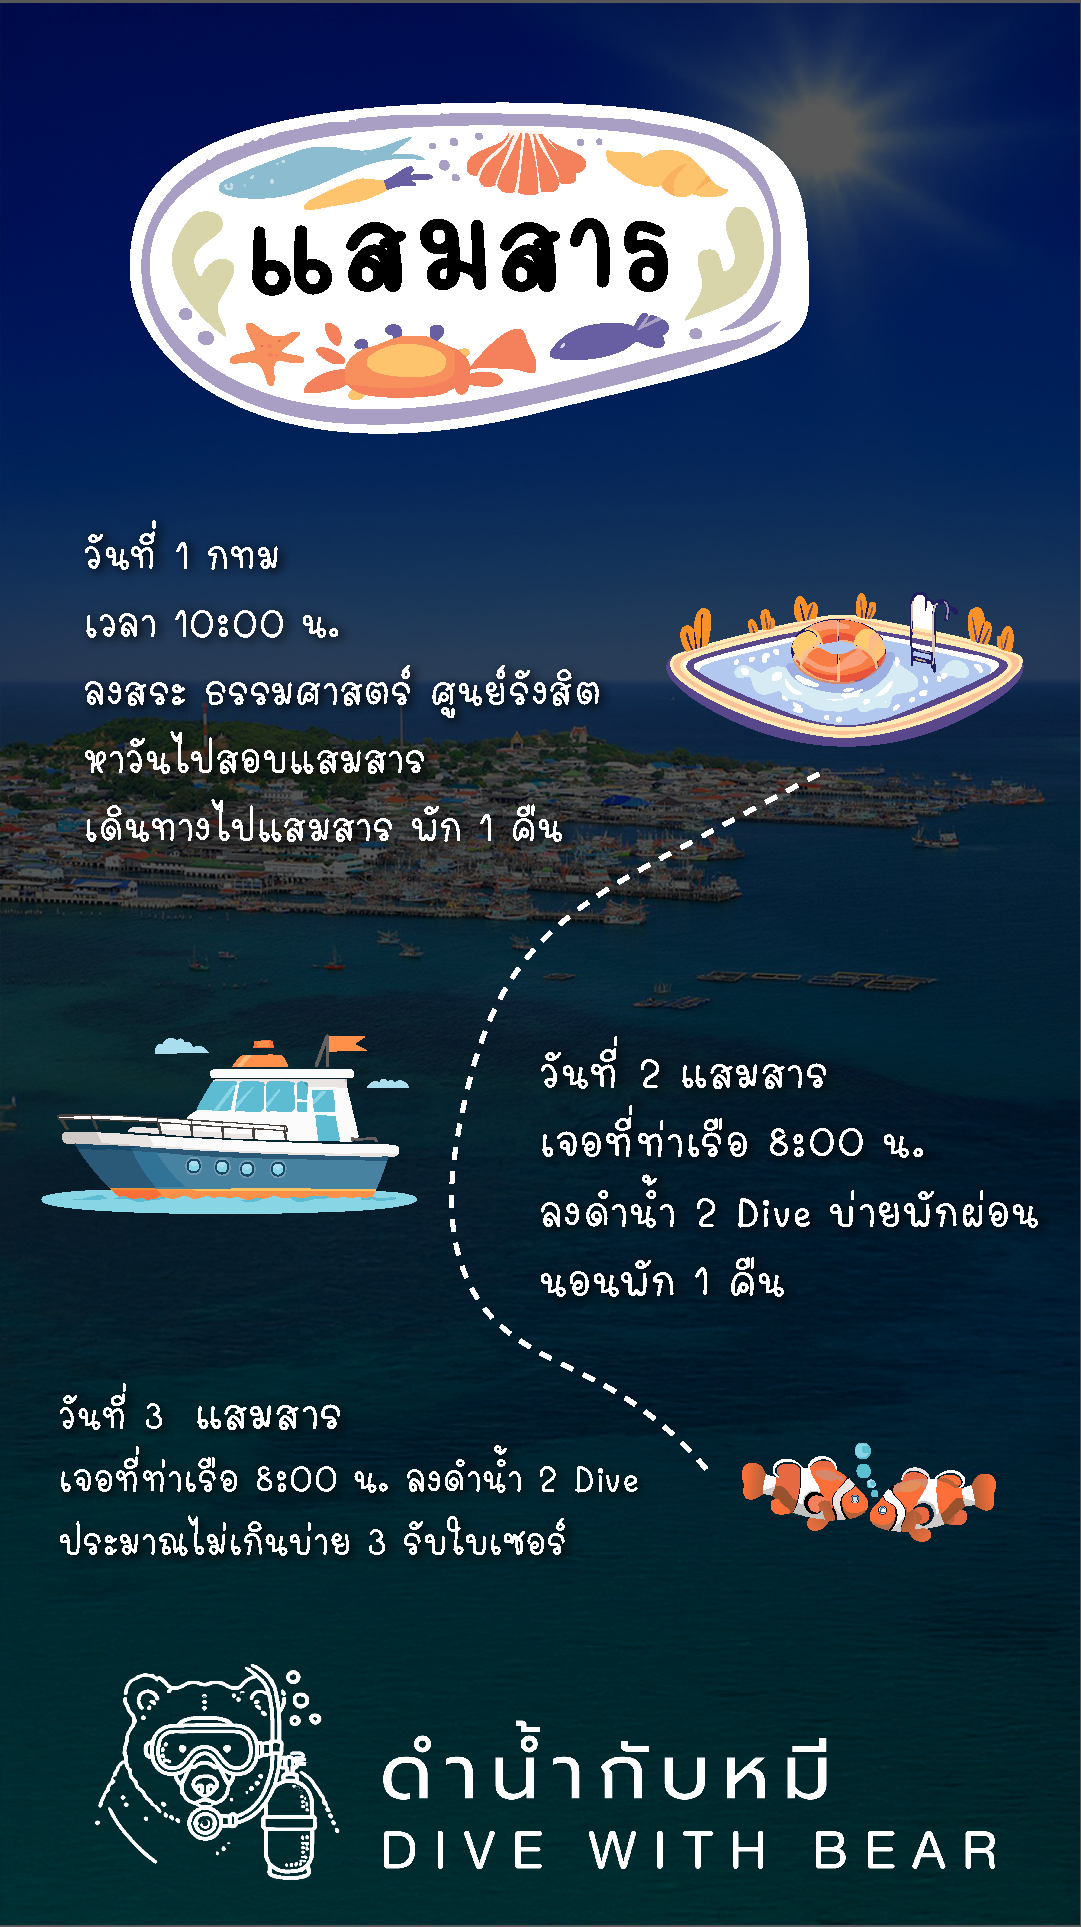 แสมสาร
วันที่ 1 กทม
เวลา 10:00 น.
ลงสระ ธรรมศาสตร์ ศูนย์รังสิต
หาวันไปสอบแสมสาร
เดินทางไปแสมสาร พัก 1 คืน
วันที่ 2 แสมสาร
เจอที่ท่าเรือ 8:00 น.
ลงดำน้ำ 2 Dive บ่ายพักผ่อน
นอนพัก 1 คืน
วันที่ 3 แสมสาร
เจอที่ท่าเรือ 8:00 น. ลงดำน้ำ 2 Dive
ประมาณไม่เกินบ่าย 3 รับใบเซอร์
ดำน้ำกับหมี
DIVE WITH BEAR